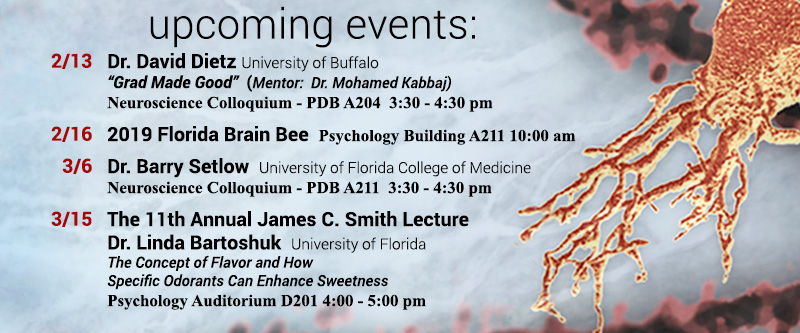 upcoming events:
2/13 Dr. David Dietz University of Buffalo
“Grad Made Good” (Mentor: Dr. Mohamed Kabbaj)
Neuroscience Colloquium - PDB A204 3:30 - 4:30 pm
2/16 2019 Florida Brain Bee Psychology Building A211 10:00 am
3/6 Dr. Barry Setlow University of Florida College of Medicine
Neuroscience Colloquium - PDB A211 3:30 - 4:30 pm
3/15 The 11th Annual James C. Smith Lecture
Dr. Linda Bartoshuk University of Florida
The Concept of Flavor and How
Specific Odorants Can Enhance Sweetness
Psychology Auditorium D201 4:00 - 5:00 pm